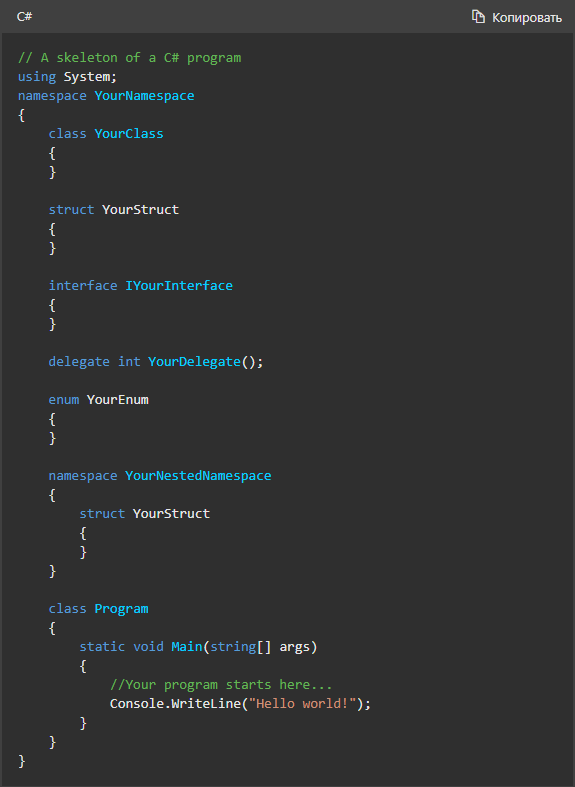 C#
Копировать
// A skeleton of a C# program
using System;
namespace YourNamespace
{
    class YourClass
    {
    }

    struct YourStruct
    {
    }

    interface IYourInterface
    {
    }

    delegate int YourDelegate();

    enum YourEnum
    {
    }

    namespace YourNestedNamespace
    {
        struct YourStruct
        {
        }
    }

    class Program
    {
        static void Main(string[] args)
        {
            //Your program starts here...
            Console.WriteLine("Hello world!");
        }
    }
}